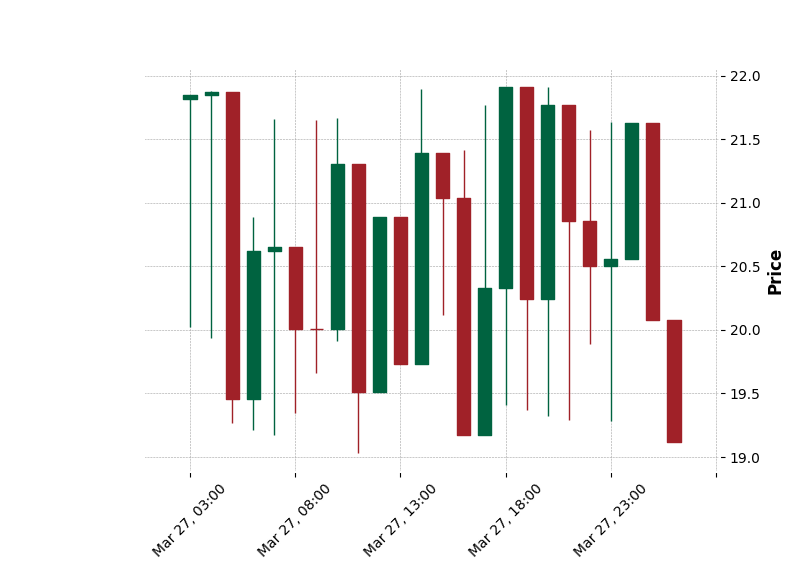 22.0
21.5
21.0
20.5
20.0
19.5
19.0
Price
Mar 27, 03:00
Mar 27, 08:00
Mar 27, 13:00
Mar 27, 18:00
Mar 27, 23:00